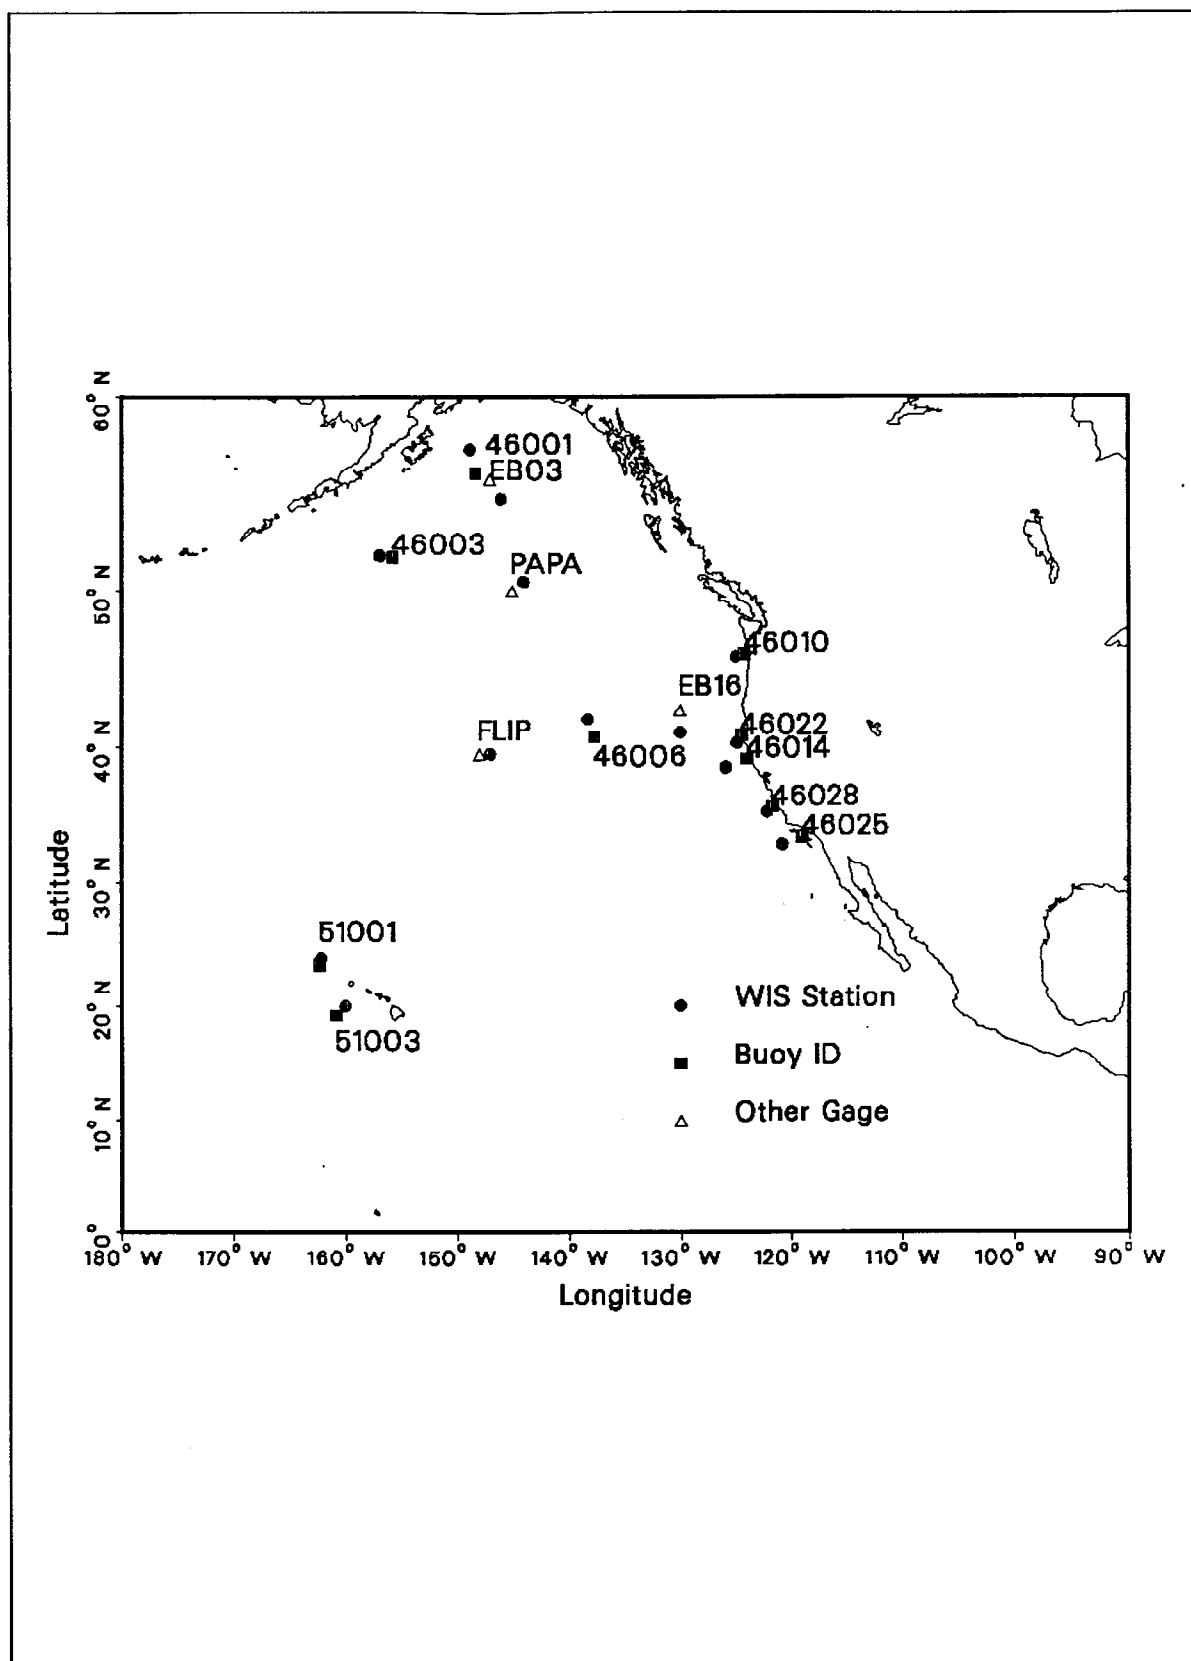 60° N
46001
EB03
46003
PAPA
50° N
46010
EB16
46022
FLIP
46014
40° N
46006
46028
46025
30° N
Latitude
51001
WIS Station
20° N
51003
Buoy ID
Other Gage
10° N
0°
180° W 170° W 160° W 150° W 140° W 130° W 120° W 110° W 100° W 90° W
Longitude